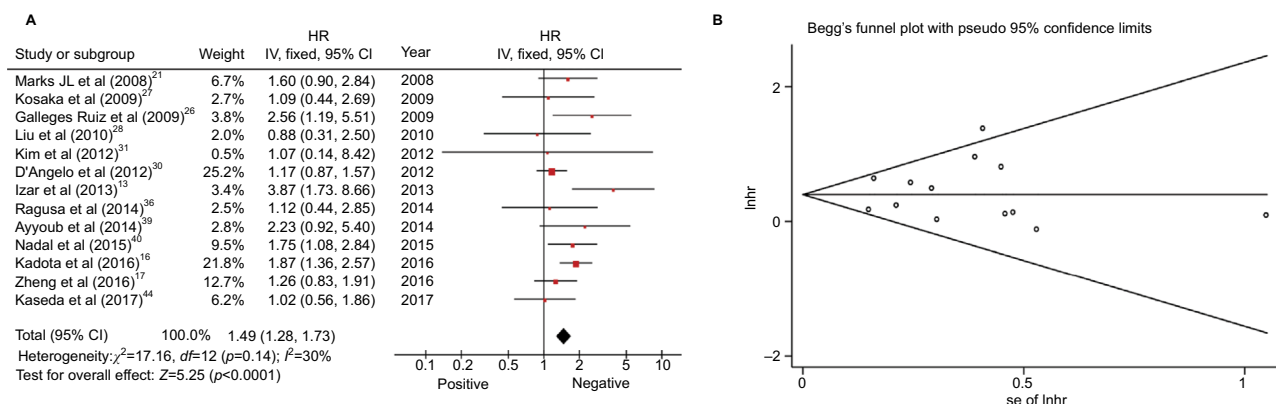 A
HR HR
Study or subgroup Weight IV, fixed, 95% CI Year IV, fixed, 95% CI
Marks JL et al (2008)21 6.7% 1.60 (0.90, 2.84) 2008
Kosaka et al (2009)27 2.7% 1.09 (0.44, 2.69) 2009
Galleges Ruiz et al (2009)26 3.8% 2.56 (1.19, 5.51) 2009
Liu et al (2010)28 2.0% 0.88 (0.31, 2.50) 2010
Kim et al (2012)31 0.5% 1.07 (0.14, 8.42) 2012
D'Angelo et al (2012)30 25.2% 1.17 (0.87, 1.57) 2012
Izar et al (2013)13 3.4% 3.87 (1.73. 8.66) 2013
Ragusa et al (2014)36 2.5% 1.12 (0.44, 2.85) 2014
Ayyoub et al (2014)39 2.8% 2.23 (0.92, 5.40) 2014
Nadal et al (2015)40 9.5% 1.75 (1.08, 2.84) 2015
Kadota et al (2016)16 21.8% 1.87 (1.36, 2.57) 2016
Zheng et al (2016)17 12.7% 1.26 (0.83, 1.91) 2016
Kaseda et al (2017)44 6.2% 1.02 (0.56, 1.86) 2017
Total (95% CI) 100.0% 1.49 (1.28, 1.73)
Heterogeneity:χ2=17.16, df=12 (p=0.14); I2=30%
Test for overall effect: Z=5.25 (p<0.0001)
0.1 0.2 0.5 1 2 5 10
Positive Negative
B
Begg's funnel plot with pseudo 95% confidence limits
lnhr
2
0
–2
0 0.5 1
se of lnhr